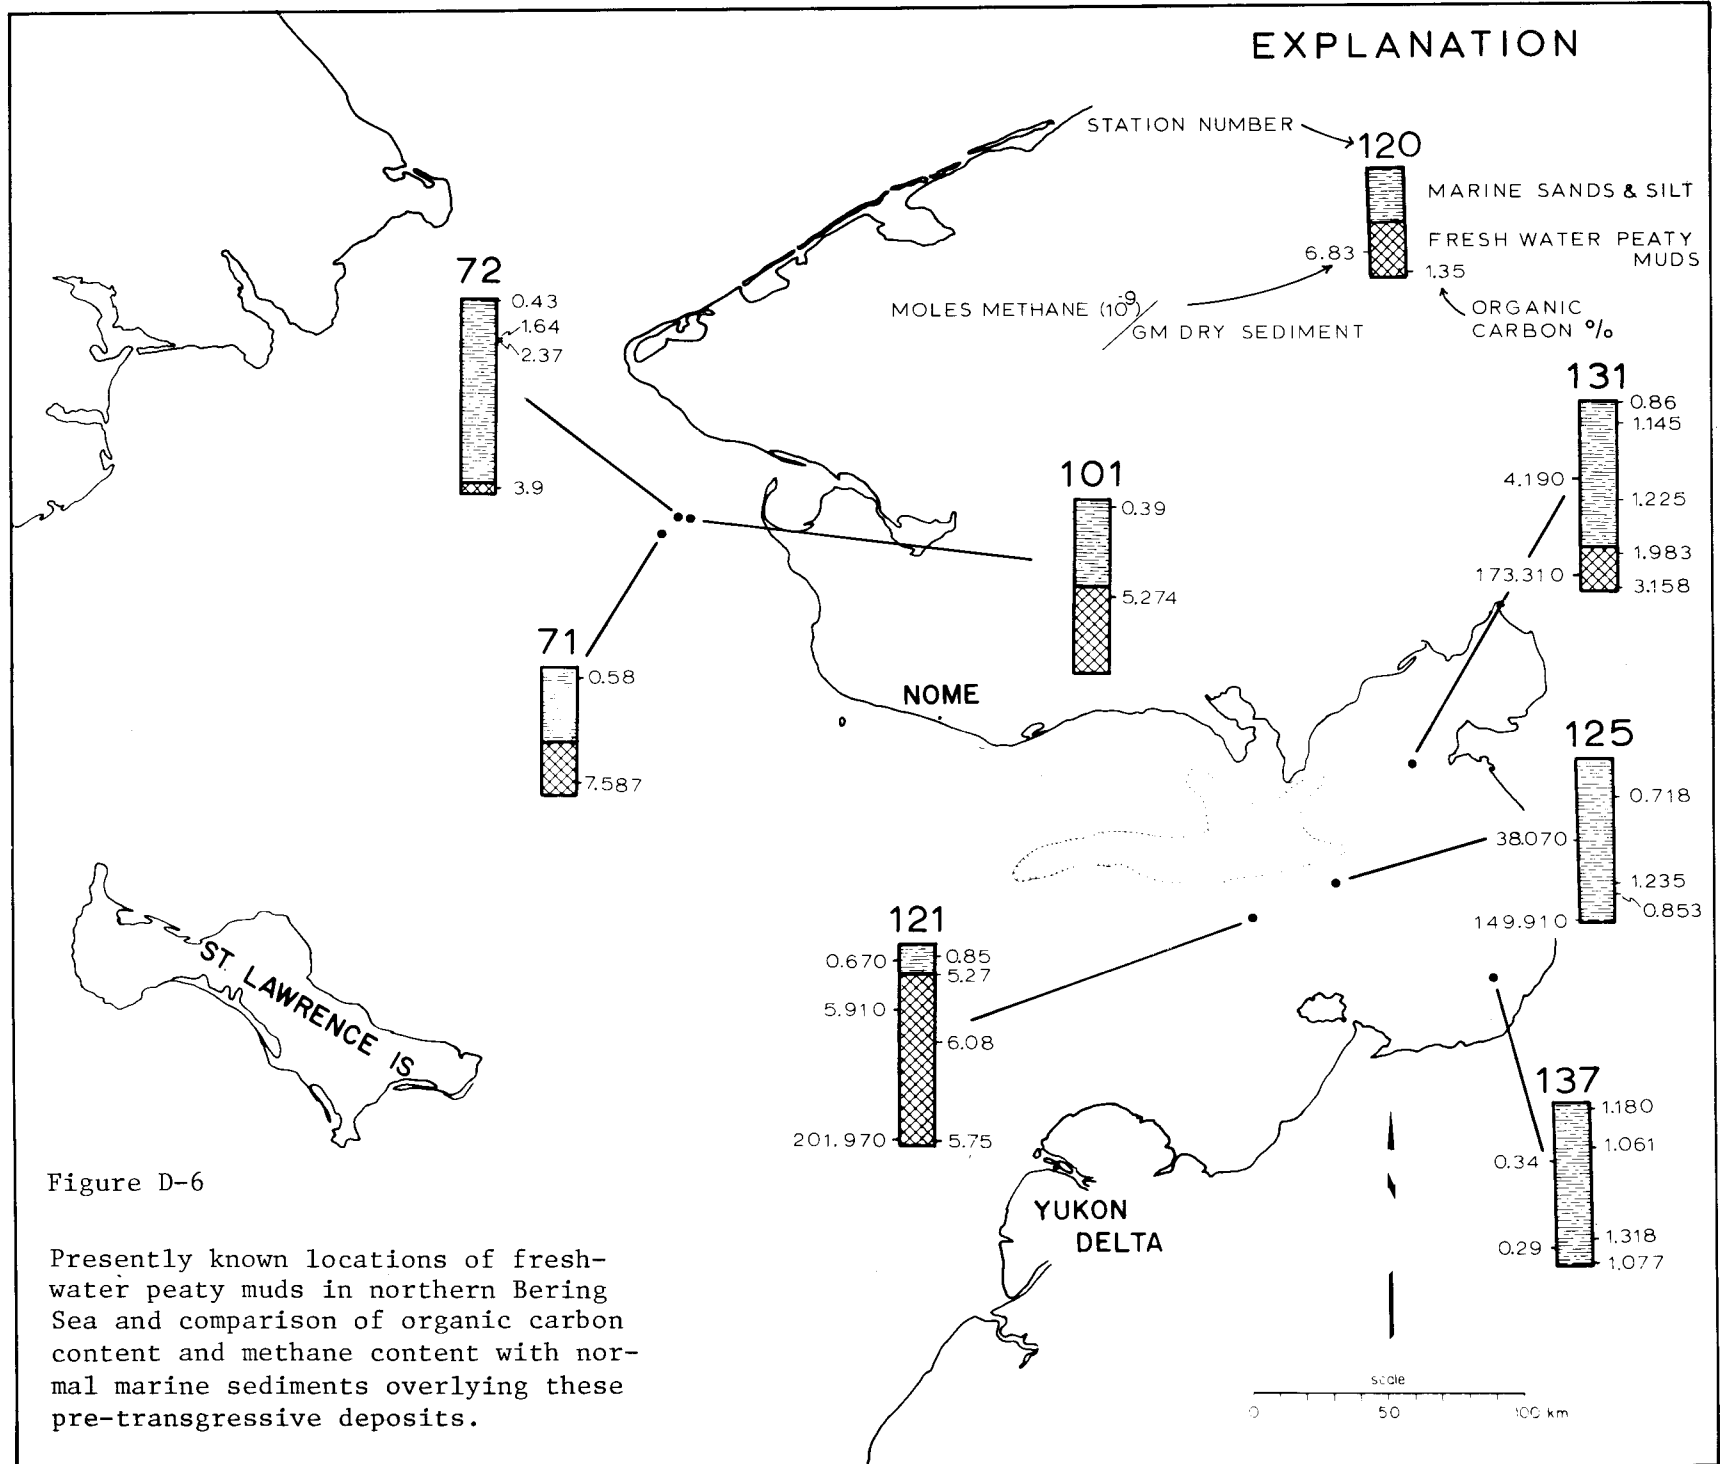 EXPLANATION
STATION NUMBER
120
MARINE SANDS & SILT
FRESH WATER PEATY
MUDS
6.83
1.35
MOLES METHANE (10⁻⁹)/
GM DRY SEDIMENT
ORGANIC
CARBON %
72
0.43
1.64
2.37
3.9
131
0.86
1.145
4.190
1.225
1.983
173.310
3.158
101
0.39
5.274
71
0.58
7.587
NOME
125
0.718
38.070
1.235
0.853
149.910
121
0.670
0.85
5.27
5.910
6.08
201.970
5.75
ST. LAWRENCE IS
137
1.180
1.061
0.34
1.318
0.29
1.077
YUKON
DELTA
scale
0 50 100 km
Figure D-6
Presently known locations of fresh-
water peaty muds in northern Bering
Sea and comparison of organic carbon
content and methane content with nor-
mal marine sediments overlying these
pre-transgressive deposits.